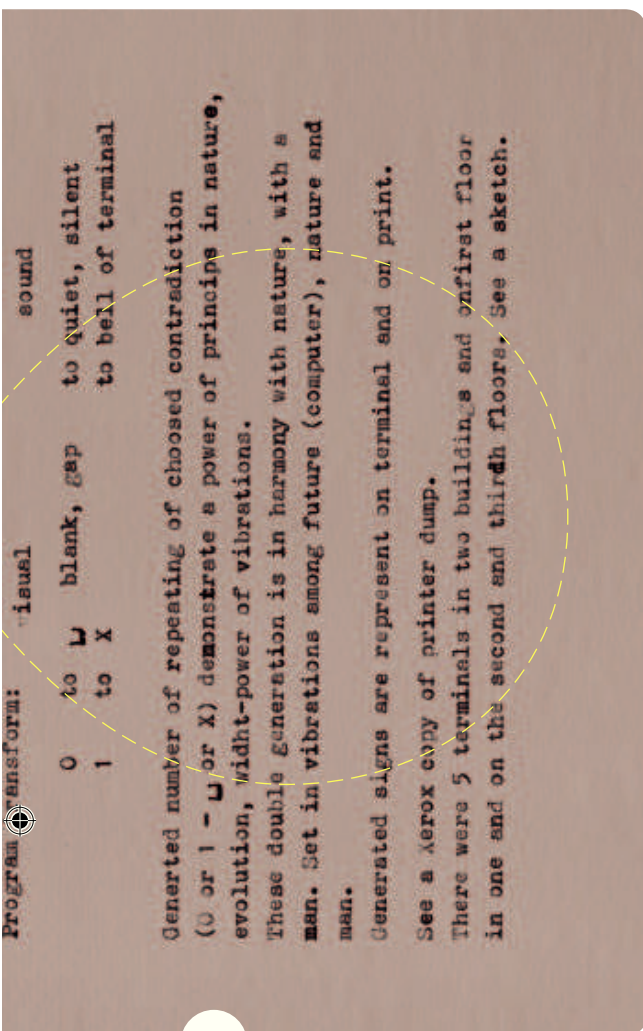 Program transform:
visual sound
0 to ⊔ blank, gap to quiet, silent
1 to X to bell of terminal
Generted number of repeating of choosed contradiction
(0 or 1 - ⊔ or X) demonstrate a power of princips in nature,
evolution, widht-power of vibrations.
These double generation is in harmony with nature, with a
man. Set in vibrations among future (computer), nature and
man.
Generated signs are represent on terminal and on print.
See a Xerox copy of printer dump.
There were 5 terminals in two buildings and onfirst floor
in one and on the second and thirdh floors. See a sketch.